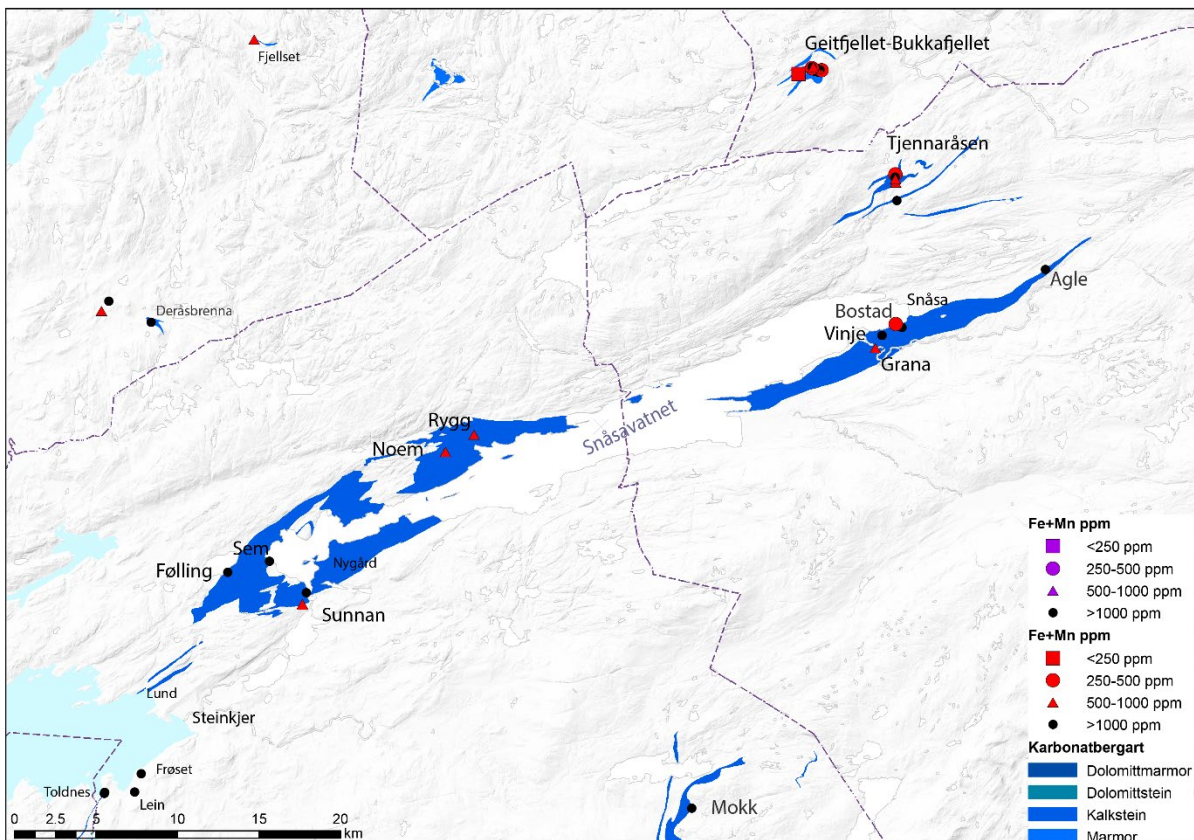 Geitfjellet-Bukkafjellet
Fjellset
Tjennaråsen
Agle
Snåsa
Bostad
Vinje
Grana
Deråsbrenna
Snåsavatnet
Rygg
Noem
Sem
Nygård
Følling
Sunnan
Lund
Steinkjer
Frøset
Toldnes
Lein
Mokk
0 2,5 5 10 15 20
km
Fe+Mn ppm
<250 ppm
250-500 ppm
500-1000 ppm
>1000 ppm
Fe+Mn ppm
<250 ppm
250-500 ppm
500-1000 ppm
>1000 ppm
Karbonatbergart
Dolomittmarmor
Dolomittstein
Kalkstein
Marmor